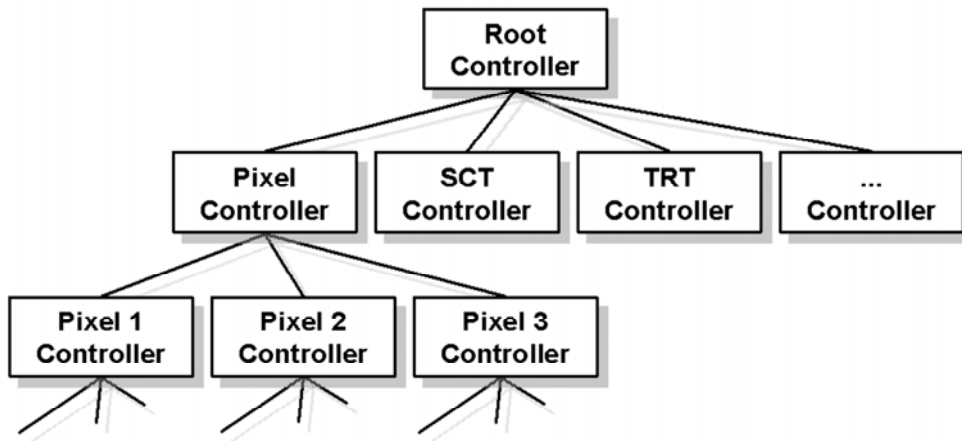 Root
Controller
Pixel
Controller
SCT
Controller
TRT
Controller
...
Controller
Pixel 1
Controller
Pixel 2
Controller
Pixel 3
Controller